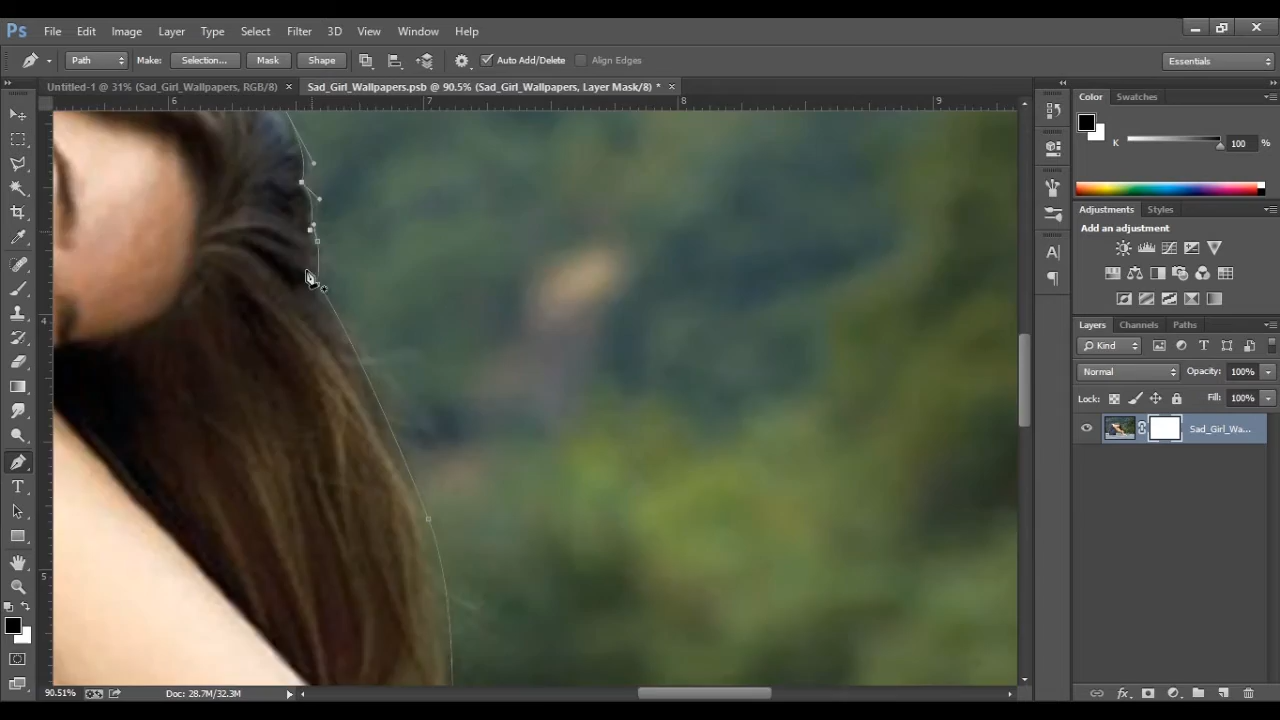 Ps File Edit Image Layer Type Select Filter 3D View Window Help
Path Make: Selection... Mask Shape Auto Add/Delete Align Edges Essentials
Untitled-1 @ 31% (Sad_Girl_Wallpapers, RGB/8) × Sad_Girl_Wallpapers.psb @ 90.5% (Sad_Girl_Wallpapers, Layer Mask/8) * ×
6 7 8 9
4
5
Color Swatches
K 100 %
Adjustments Styles
Add an adjustment
Layers Channels Paths
Kind
Normal Opacity: 100%
Lock: Fill: 100%
Sad_Girl_Wa...
90.51% Doc: 28.7M/32.3M